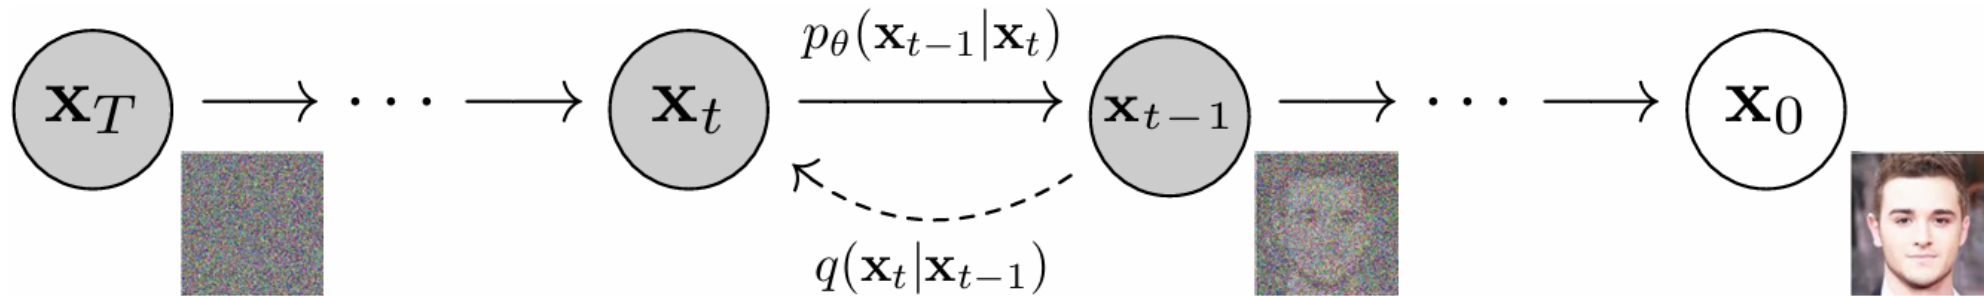 p_θ(x_{t−1}|x_t)
x_T → ··· → x_t → x_{t−1} → ··· → x_0
q(x_t|x_{t−1})